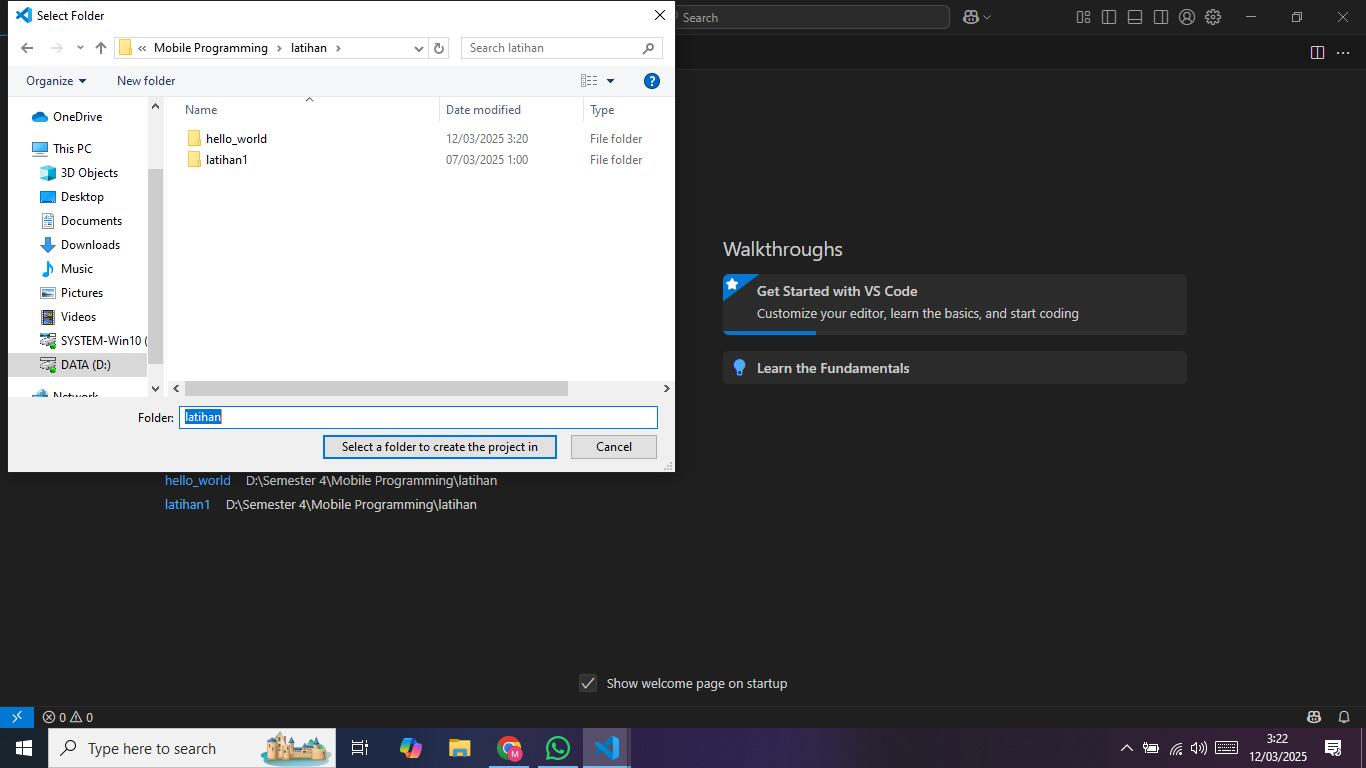 Select Folder
Search
« Mobile Programming > latihan >
Search latihan
Organize
New folder
Name
Date modified
Type
OneDrive
This PC
3D Objects
Desktop
Documents
Downloads
Music
Pictures
Videos
SYSTEM-Win10 (
DATA (D:)
Network
hello_world
12/03/2025 3:20
File folder
latihan1
07/03/2025 1:00
File folder
Folder:
latihan
Select a folder to create the project in
Cancel
hello_world D:\Semester 4\Mobile Programming\latihan
latihan1 D:\Semester 4\Mobile Programming\latihan
Walkthroughs
Get Started with VS Code
Customize your editor, learn the basics, and start coding
Learn the Fundamentals
Show welcome page on startup
0 0
Type here to search
M
3:22
12/03/2025